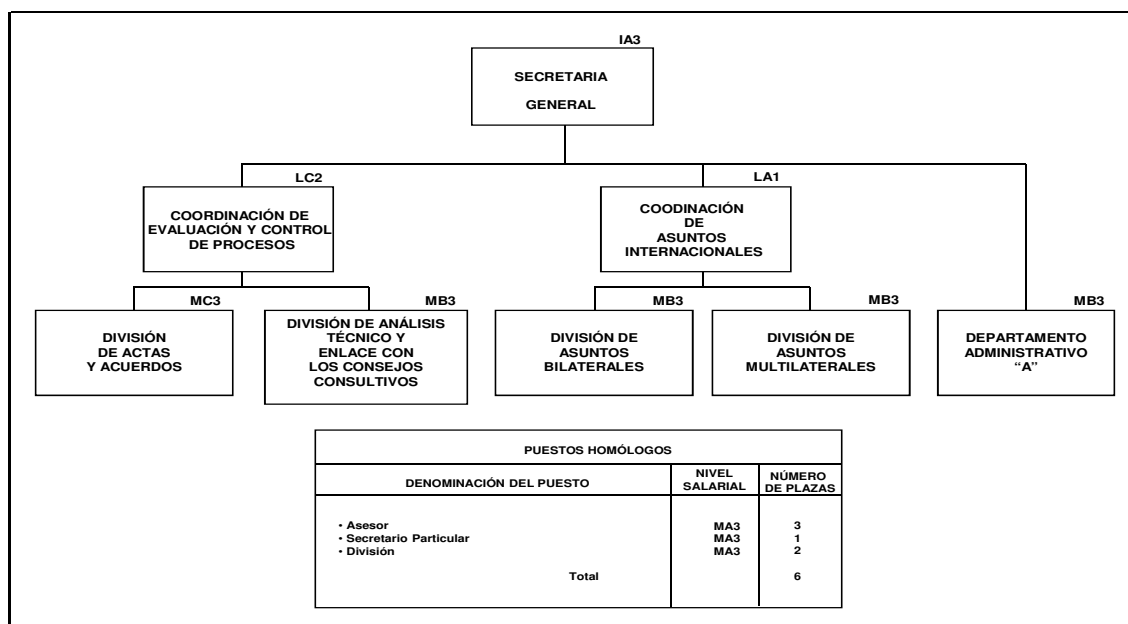 IA3
SECRETARIA
GENERAL
LC2
COORDINACIÓN DE
EVALUACIÓN Y CONTROL
DE PROCESOS
LA1
COODINACIÓN
DE
ASUNTOS
INTERNACIONALES
MC3
DIVISIÓN
DE ACTAS
Y ACUERDOS
MB3
DIVISIÓN DE ANÁLISIS
TÉCNICO Y
ENLACE CON
LOS CONSEJOS
CONSULTIVOS
MB3
DIVISIÓN DE
ASUNTOS
BILATERALES
MB3
DIVISIÓN DE
ASUNTOS
MULTILATERALES
MB3
DEPARTAMENTO
ADMINISTRATIVO
“A”
PUESTOS HOMÓLOGOS
DENOMINACIÓN DEL PUESTO
NIVEL
SALARIAL
NÚMERO
DE PLAZAS
• Asesor MA3 3
• Secretario Particular MA3 1
• División MA3 2
Total 6